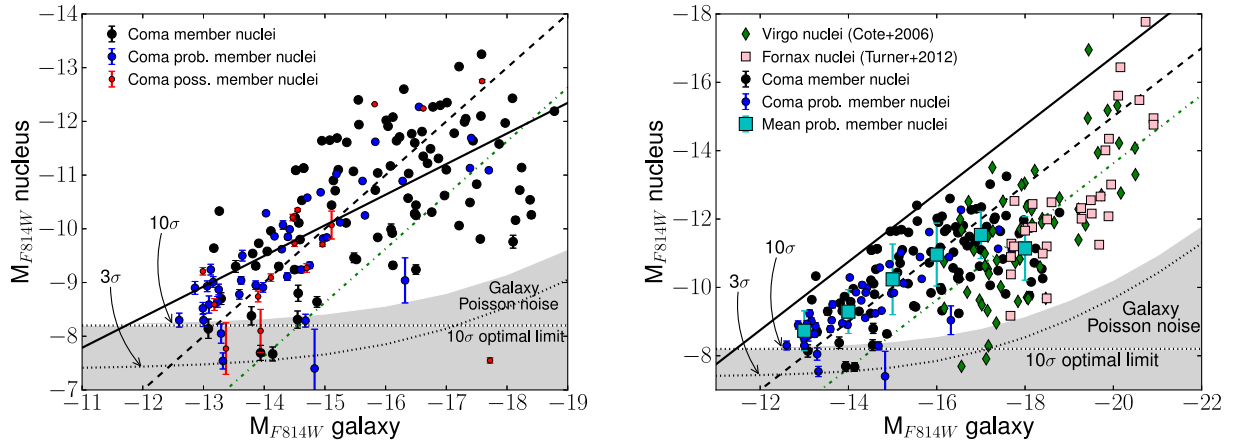 −14
−13
−12
−11
−10
−9
−8
−7
M_{F814W} nucleus
Coma member nuclei
Coma prob. member nuclei
Coma poss. member nuclei
10σ
3σ
Galaxy
Poisson noise
10σ optimal limit
−11 −12 −13 −14 −15 −16 −17 −18 −19
M_{F814W} galaxy
−18
−16
−14
−12
−10
−8
M_{F814W} nucleus
Virgo nuclei (Cote+2006)
Fornax nuclei (Turner+2012)
Coma member nuclei
Coma prob. member nuclei
Mean prob. member nuclei
10σ
3σ
Galaxy
Poisson noise
10σ optimal limit
−12 −14 −16 −18 −20 −22
M_{F814W} galaxy